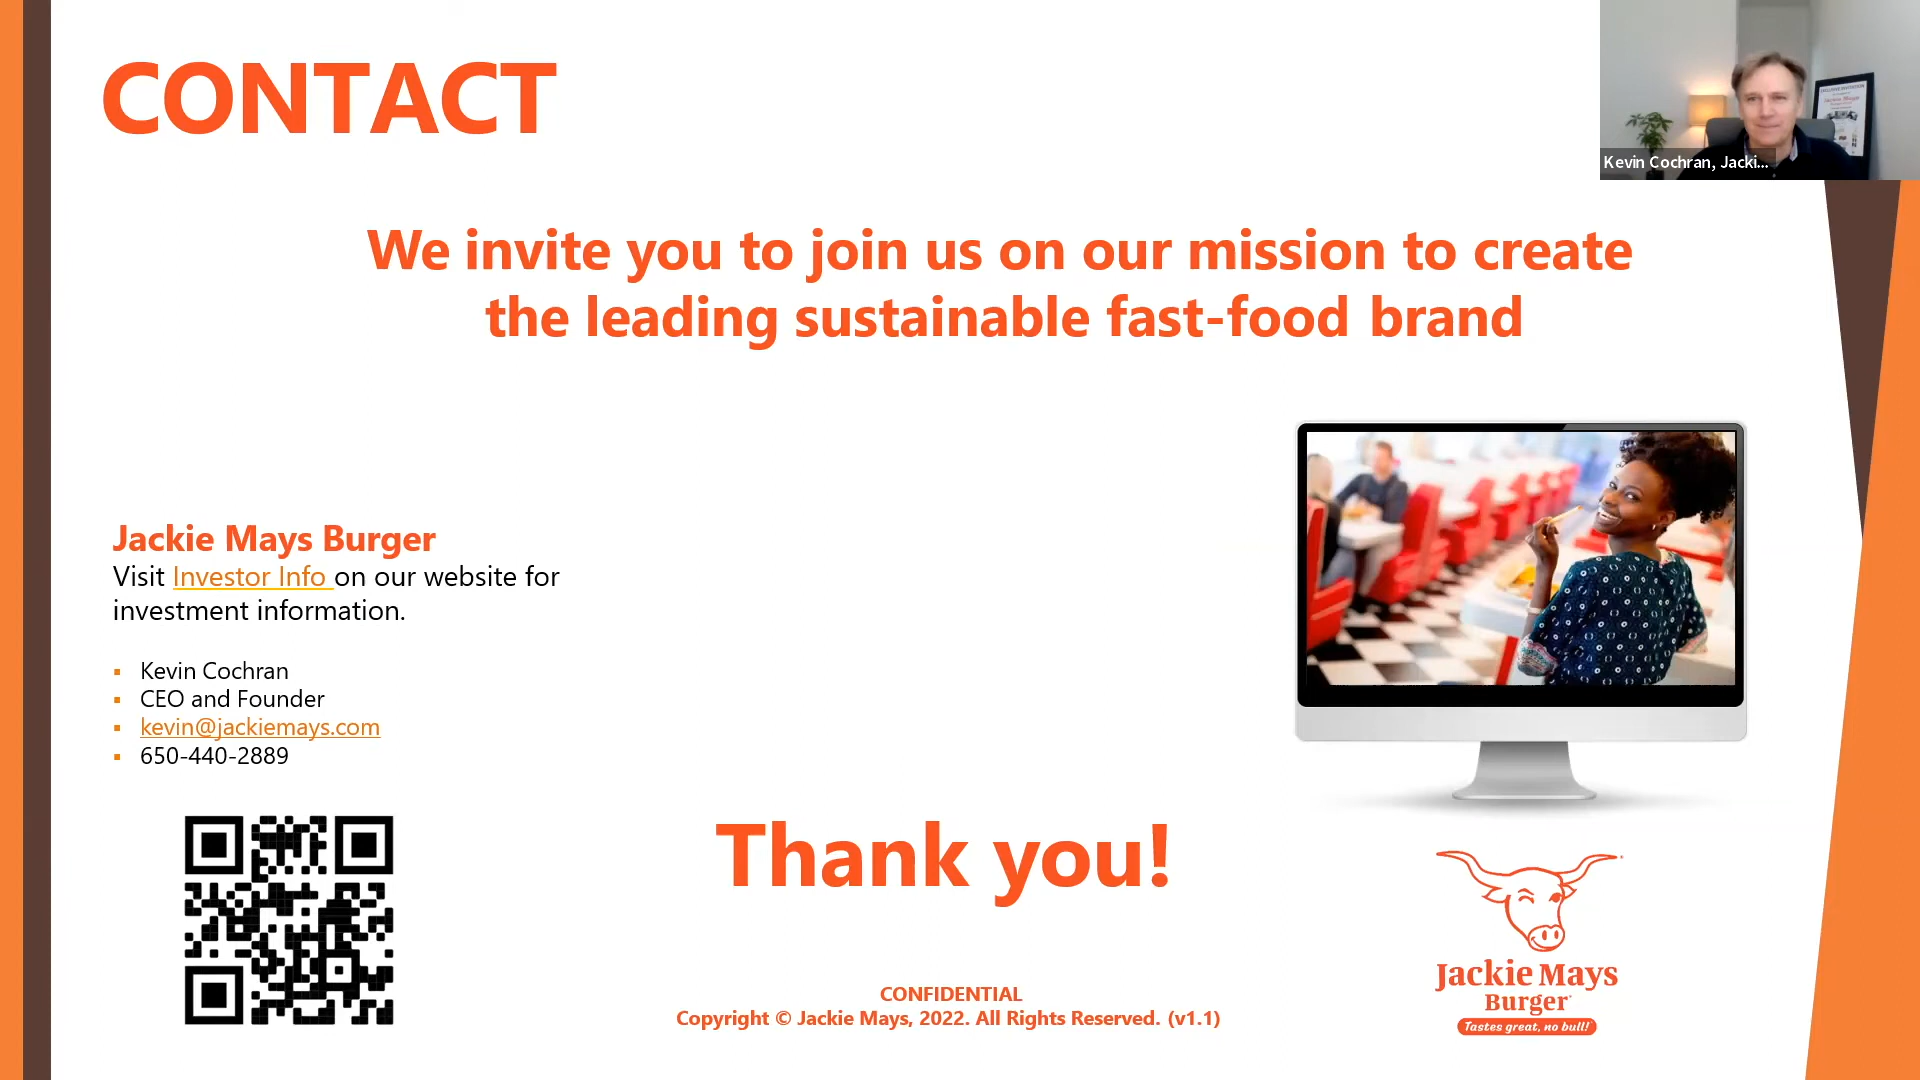 CONTACT
Kevin Cochran, Jacki...
We invite you to join us on our mission to create
the leading sustainable fast-food brand
Jackie Mays Burger
Visit Investor Info on our website for
investment information.
Kevin Cochran
CEO and Founder
kevin@jackiemays.com
650-440-2889
Thank you!
CONFIDENTIAL
Copyright © Jackie Mays, 2022. All Rights Reserved. (v1.1)
Jackie Mays
Burger
Tastes great, no bull!